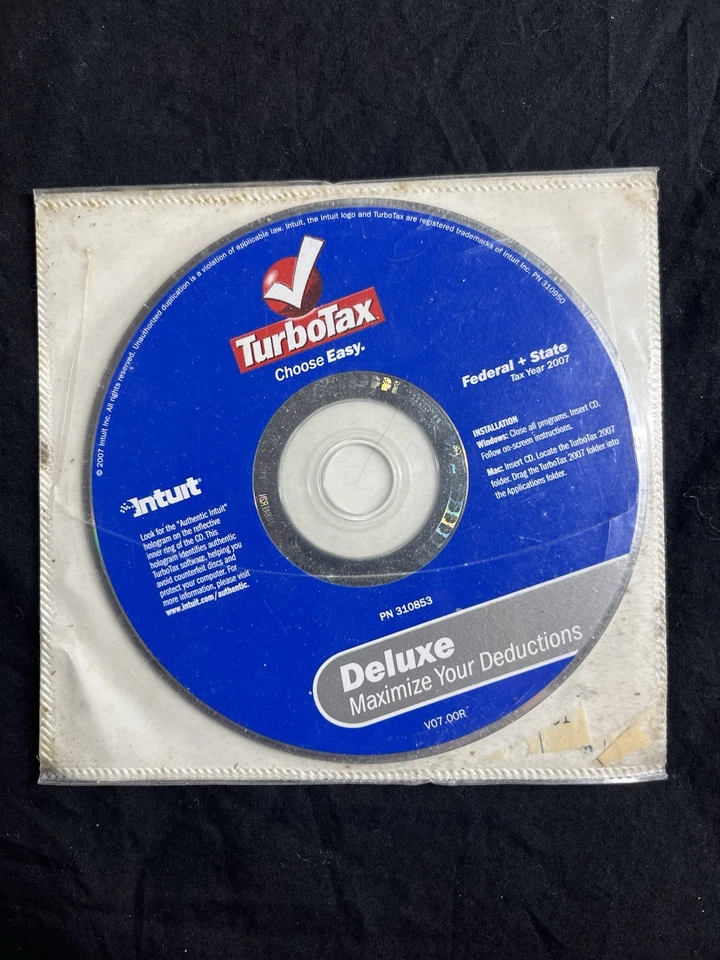 © 2007 Intuit Inc. All rights reserved. Unauthorized duplication is a violation of applicable law. Intuit, the Intuit logo and TurboTax are registered trademarks of Intuit Inc. PN 310950
TurboTax
Choose Easy.
Federal + State
Tax Year 2007
INSTALLATION
Windows: Close all programs. Insert CD.
Follow on-screen instructions.
Mac: Insert CD. Locate the TurboTax 2007
folder. Drag the TurboTax 2007 folder into
the Applications folder.
Intuit®
Look for the "Authentic Intuit"
hologram on the reflective
inner ring of the CD. This
hologram identifies authentic
TurboTax software, helping you
avoid counterfeit discs and
protect your computer. For
more information, please visit
www.intuit.com/authentic.
PN 310853
Deluxe
Maximize Your Deductions
V07.00R